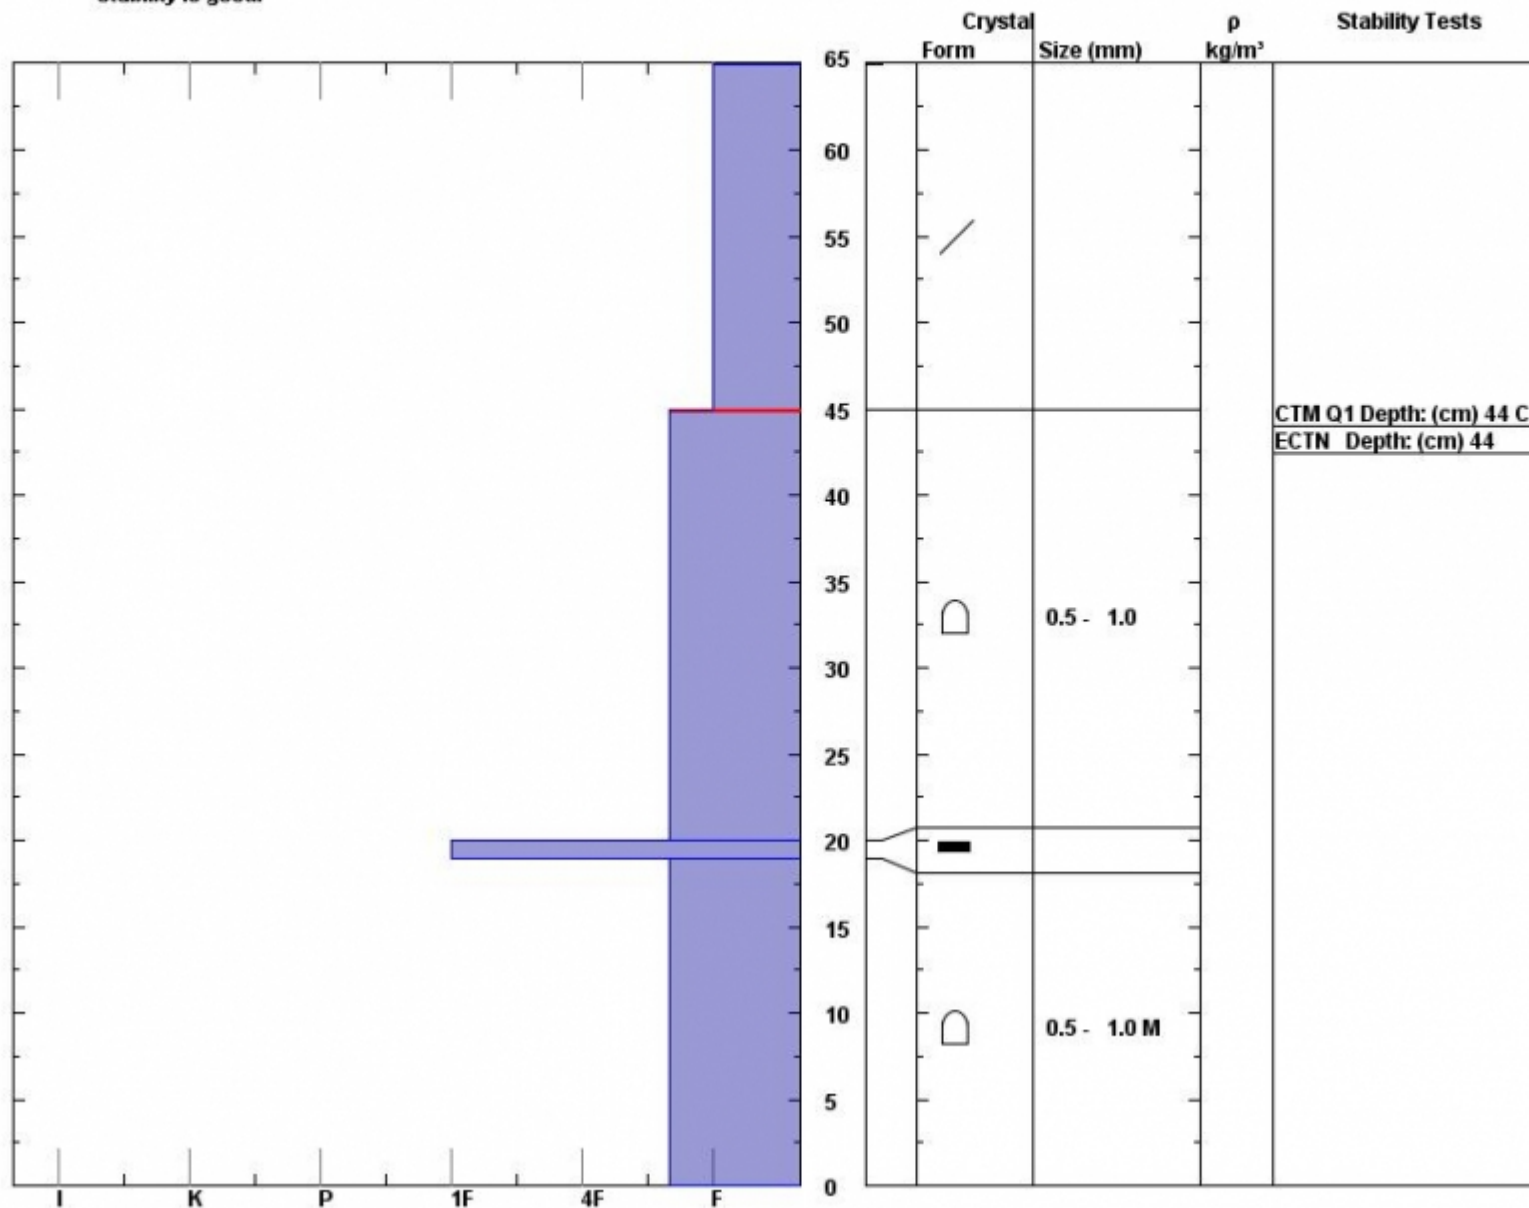 Crystal ρ Stability Tests
Form Size (mm) kg/m³
65
60
55
50
45
CTM Q1 Depth: (cm) 44 C
ECTN Depth: (cm) 44
40
35
0.5 - 1.0
30
25
20
15
10
0.5 - 1.0 M
5
0
I K P 1F 4F F